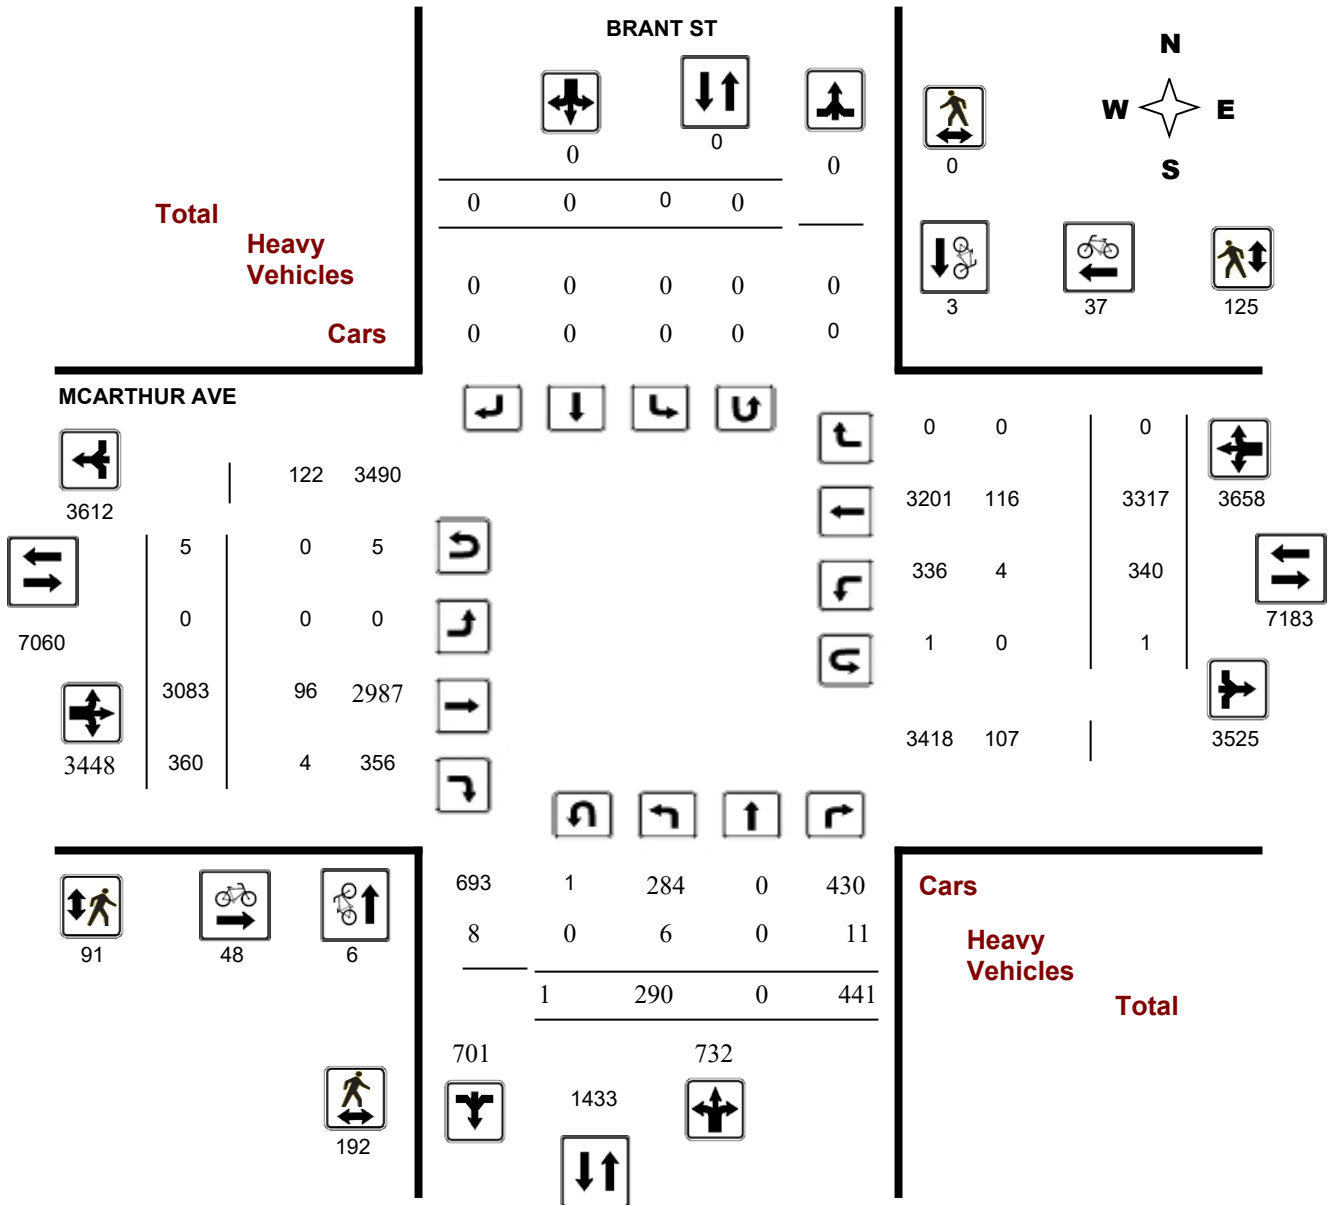 BRANT ST
N
W E
S
0
0
0
0
0 0 0 0
Total
Heavy
Vehicles
Cars
0 0 0 0 0
0 0 0 0 0
3 37 125
MCARTHUR AVE
3612
122 3490
5 0 5
0 0 0
7060
3083 96 2987
3448 360 4 356
0 0 0
3201 116 3317 3658
336 4 340
7183
1 0 1
3418 107 3525
91 48 6
693 1 284 0 430
8 0 6 0 11
1 290 0 441
701 732
1433
192
Cars
Heavy
Vehicles
Total